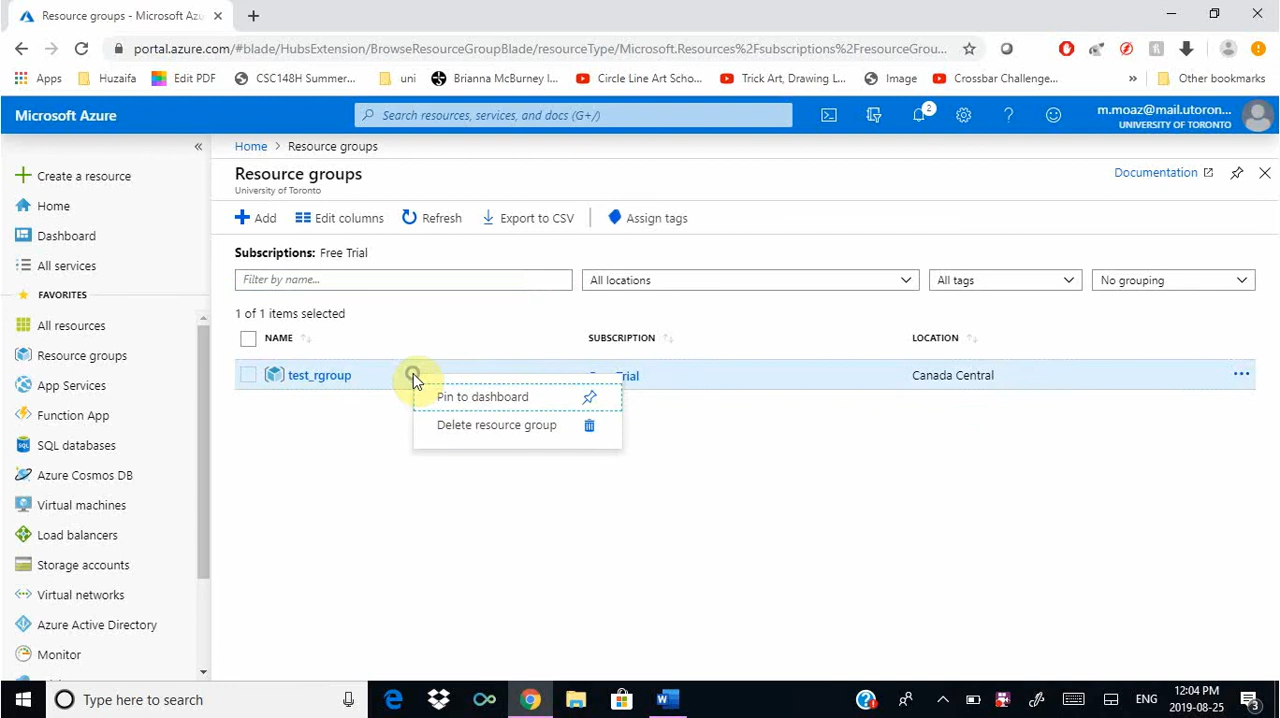 Resource groups - Microsoft Azu
portal.azure.com/#blade/HubsExtension/BrowseResourceGroupBlade/resourceType/Microsoft.Resources%2Fsubscriptions%2FresourceGrou...
Apps Huzaifa Edit PDF CSC148H Summer... uni Brianna McBurney I... Circle Line Art Scho... Trick Art, Drawing L... Image Crossbar Challenge... » Other bookmarks
Microsoft Azure
Search resources, services, and docs (G+/)
2
m.moaz@mail.utoron...
UNIVERSITY OF TORONTO
«
Create a resource
Home
Dashboard
All services
FAVORITES
All resources
Resource groups
App Services
Function App
SQL databases
Azure Cosmos DB
Virtual machines
Load balancers
Storage accounts
Virtual networks
Azure Active Directory
Monitor
Home > Resource groups
Resource groups
University of Toronto
Documentation
Add Edit columns Refresh Export to CSV Assign tags
Subscriptions: Free Trial
Filter by name... All locations All tags No grouping
1 of 1 items selected
NAME SUBSCRIPTION LOCATION
test_rgroup Trial Canada Central
Pin to dashboard
Delete resource group
Type here to search
ENG
12:04 PM
2019-08-25
3